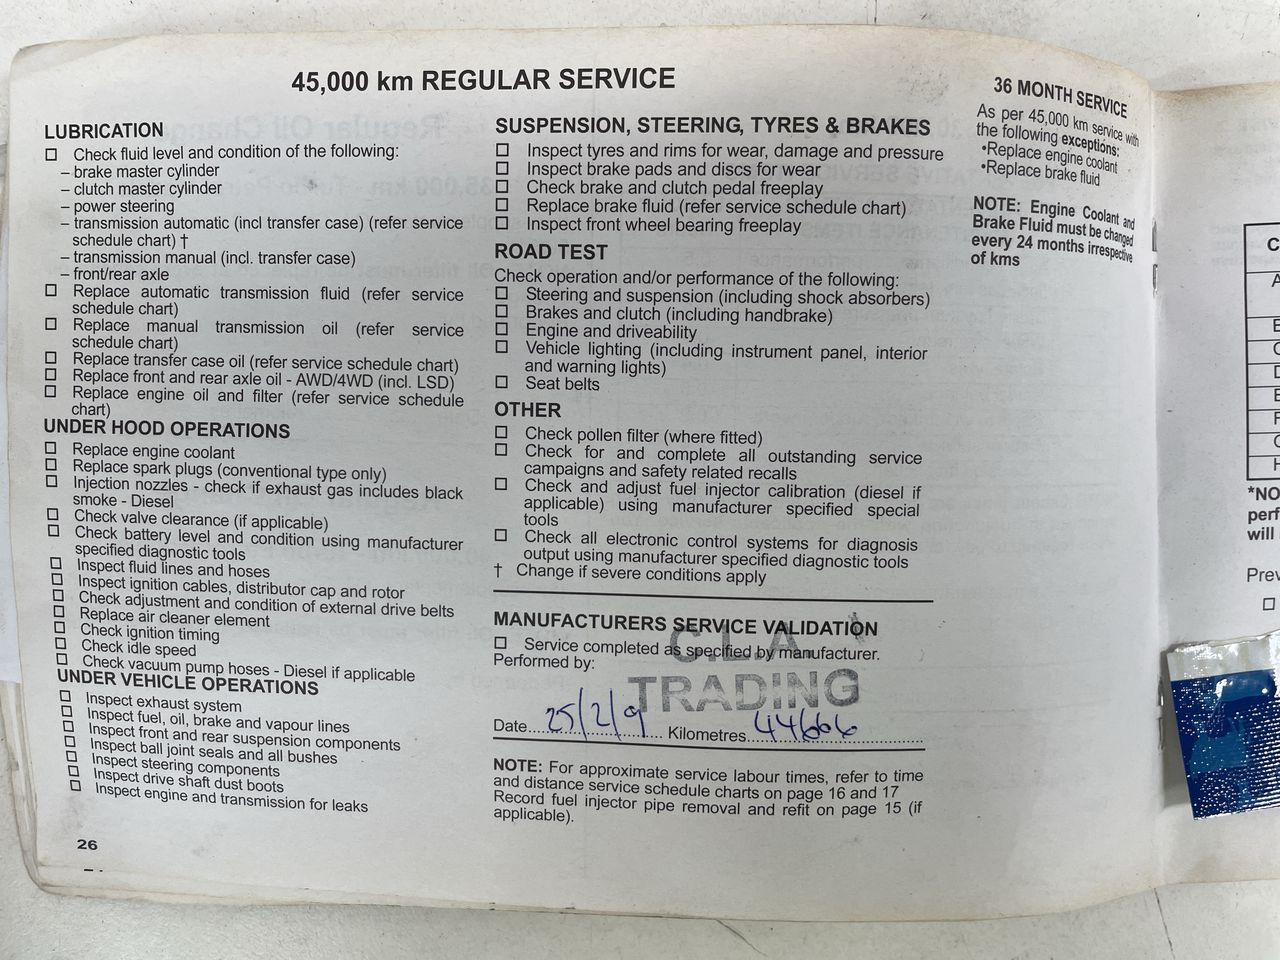 45,000 km REGULAR SERVICE
LUBRICATION
Check fluid level and condition of the following:
– brake master cylinder
– clutch master cylinder
– power steering
– transmission automatic (incl transfer case) (refer service
schedule chart) †
– transmission manual (incl. transfer case)
– front/rear axle
Replace automatic transmission fluid (refer service
schedule chart)
Replace manual transmission oil (refer service
schedule chart)
Replace transfer case oil (refer service schedule chart)
Replace front and rear axle oil - AWD/4WD (incl. LSD)
Replace engine oil and filter (refer service schedule
chart)
UNDER HOOD OPERATIONS
Replace engine coolant
Replace spark plugs (conventional type only)
Injection nozzles - check if exhaust gas includes black
smoke - Diesel
Check valve clearance (if applicable)
Check battery level and condition using manufacturer
specified diagnostic tools
Inspect fluid lines and hoses
Inspect ignition cables, distributor cap and rotor
Check adjustment and condition of external drive belts
Replace air cleaner element
Check ignition timing
Check idle speed
Check vacuum pump hoses - Diesel if applicable
UNDER VEHICLE OPERATIONS
Inspect exhaust system
Inspect fuel, oil, brake and vapour lines
Inspect front and rear suspension components
Inspect ball joint seals and all bushes
Inspect steering components
Inspect drive shaft dust boots
Inspect engine and transmission for leaks
26
SUSPENSION, STEERING, TYRES & BRAKES
Inspect tyres and rims for wear, damage and pressure
Inspect brake pads and discs for wear
Check brake and clutch pedal freeplay
Replace brake fluid (refer service schedule chart)
Inspect front wheel bearing freeplay
ROAD TEST
Check operation and/or performance of the following:
Steering and suspension (including shock absorbers)
Brakes and clutch (including handbrake)
Engine and driveability
Vehicle lighting (including instrument panel, interior
and warning lights)
Seat belts
OTHER
Check pollen filter (where fitted)
Check for and complete all outstanding service
campaigns and safety related recalls
Check and adjust fuel injector calibration (diesel if
applicable) using manufacturer specified special
tools
Check all electronic control systems for diagnosis
output using manufacturer specified diagnostic tools
† Change if severe conditions apply
MANUFACTURERS SERVICE VALIDATION
Service completed as specified by manufacturer.
Performed by:
C.L.A.
TRADING
Date 25/2/9 Kilometres 44666
NOTE: For approximate service labour times, refer to time
and distance service schedule charts on page 16 and 17
Record fuel injector pipe removal and refit on page 15 (if
applicable).
36 MONTH SERVICE
As per 45,000 km service with
the following exceptions:
•Replace engine coolant
•Replace brake fluid
NOTE: Engine Coolant and
Brake Fluid must be changed
every 24 months irrespective
of kms
*NO
perf
will
Prev